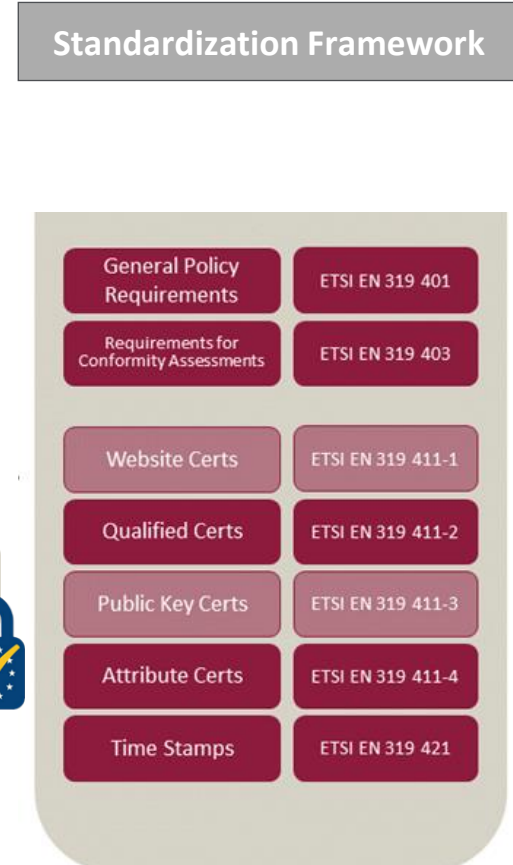 Standardization Framework
General Policy
Requirements
ETSI EN 319 401
Requirements for
Conformity Assessments
ETSI EN 319 403
Website Certs
ETSI EN 319 411-1
Qualified Certs
ETSI EN 319 411-2
Public Key Certs
ETSI EN 319 411-3
Attribute Certs
ETSI EN 319 411-4
Time Stamps
ETSI EN 319 421